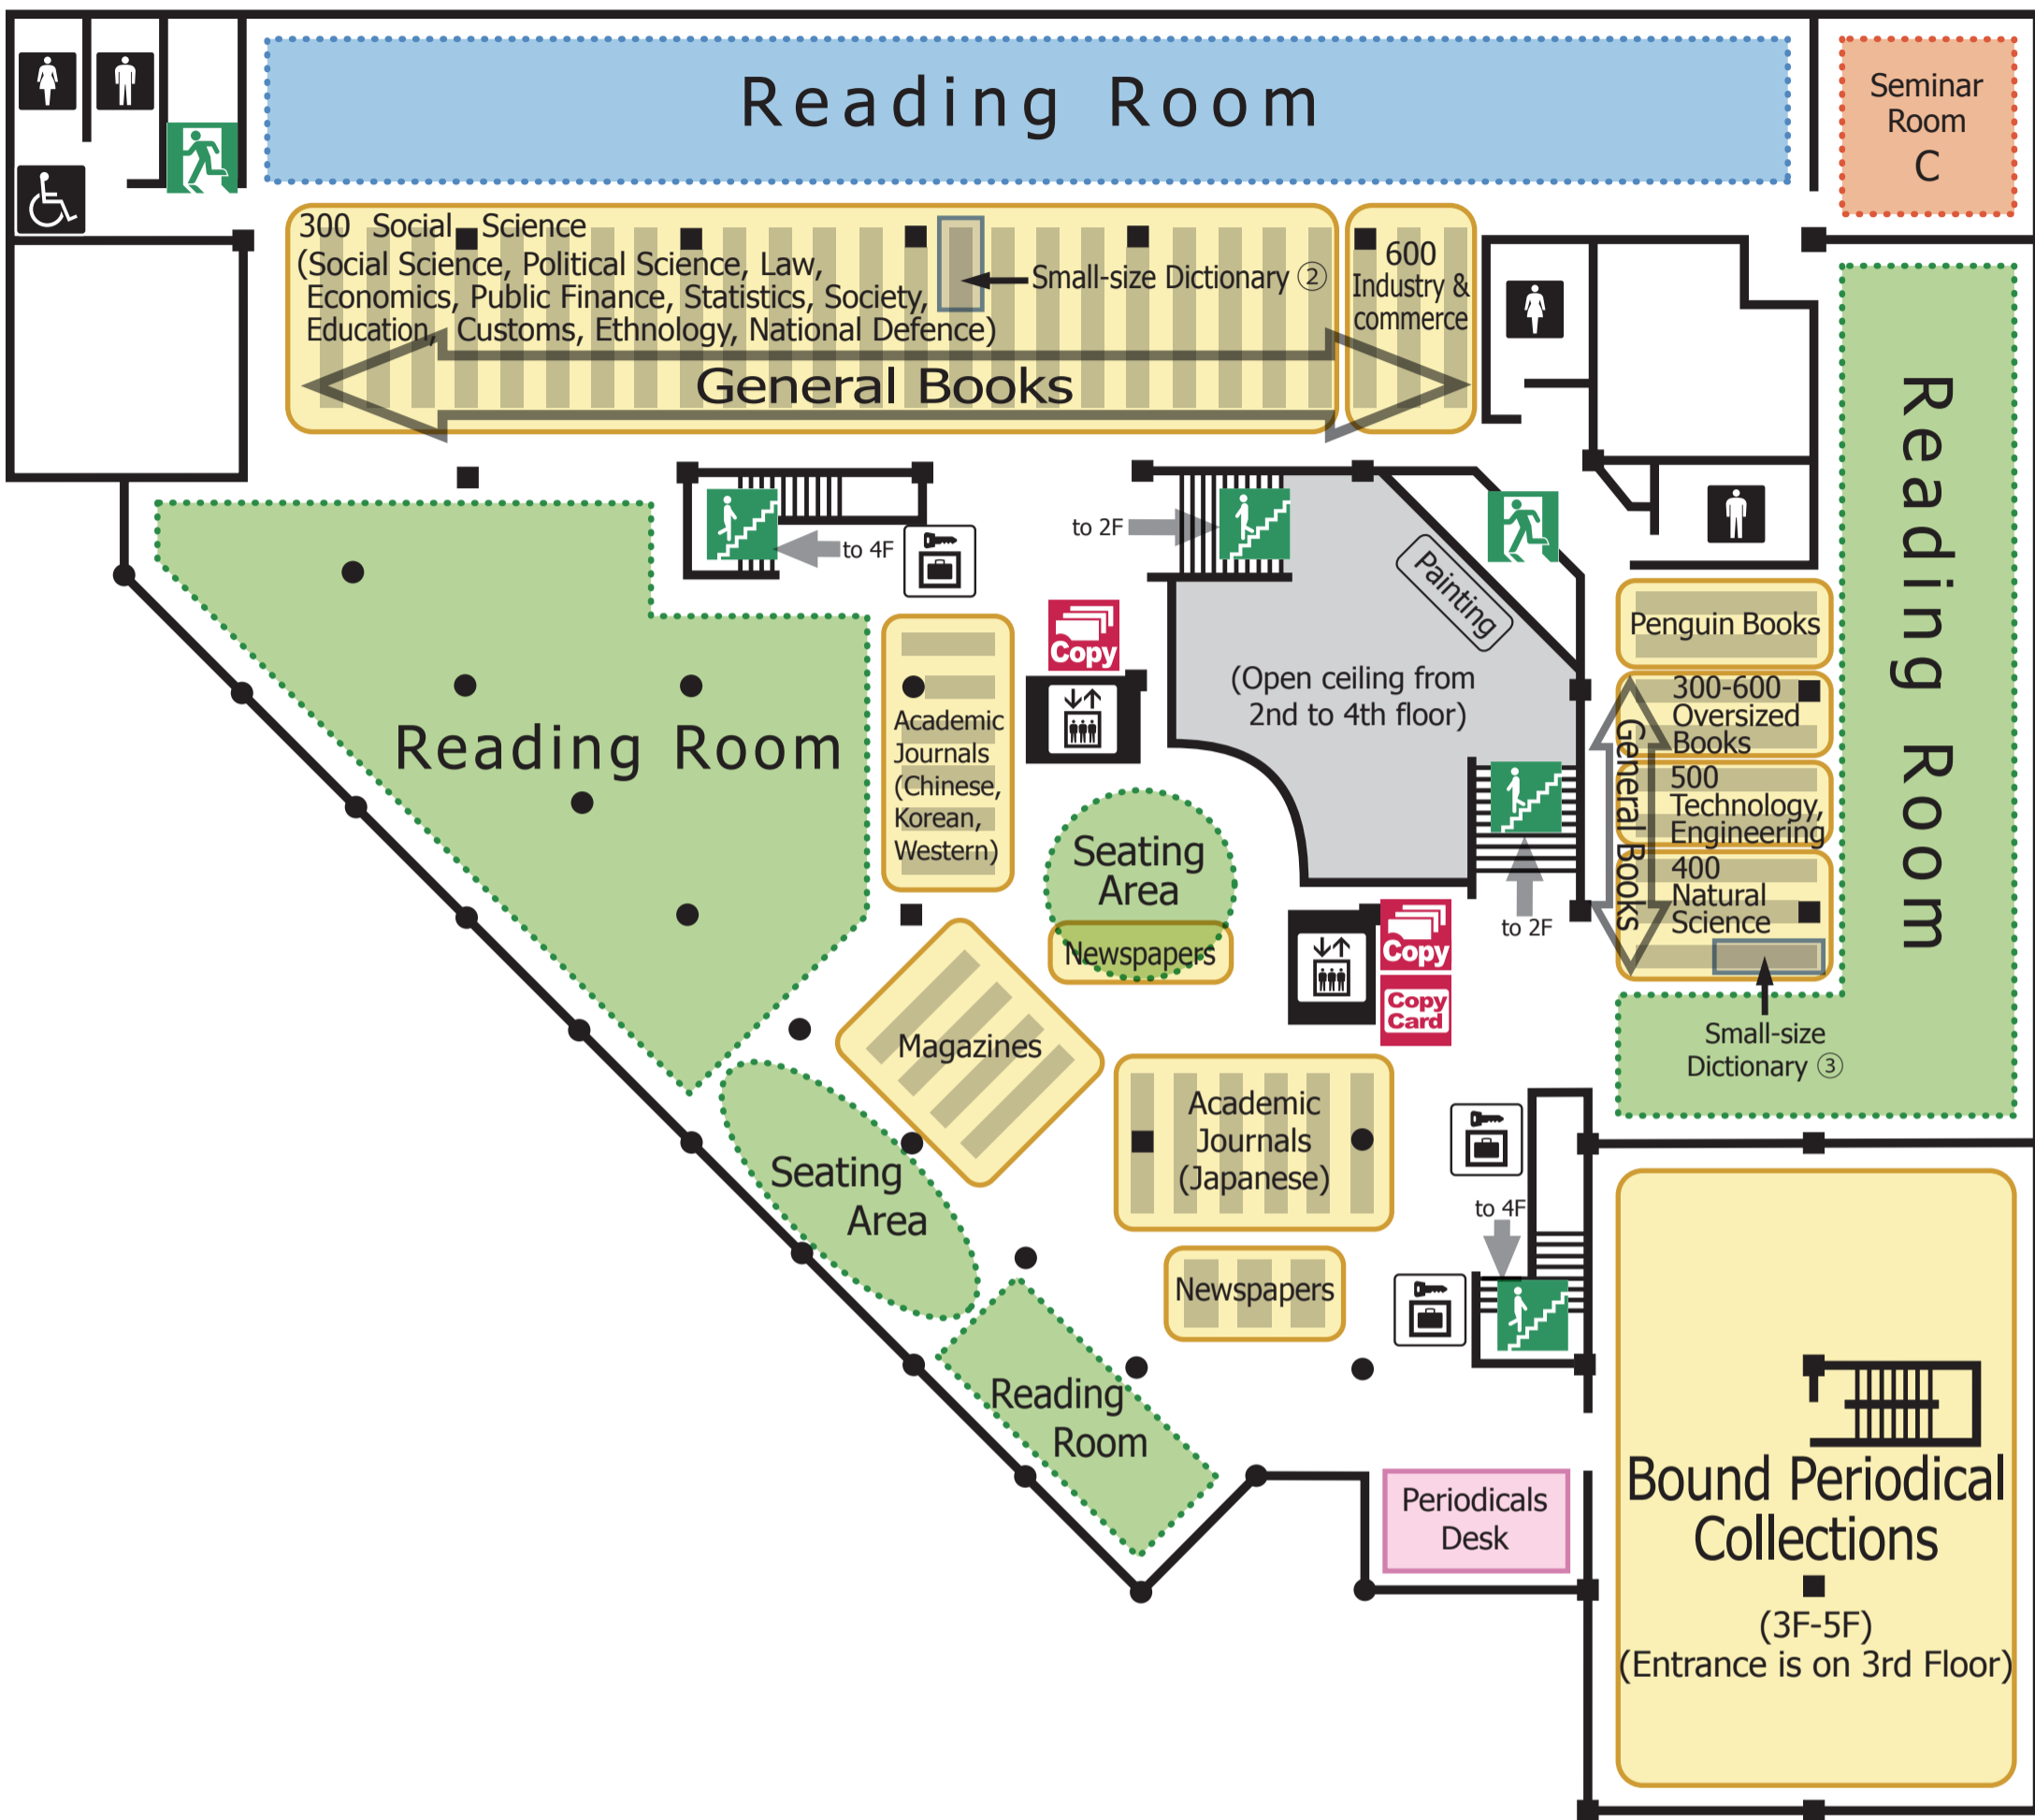 Reading Room
Seminar
Room
C
300 Social Science
(Social Science, Political Science, Law,
Economics, Public Finance, Statistics, Society,
Education, Customs, Ethnology, National Defence)
Small-size Dictionary ②
600
Industry &
commerce
General Books
to 4F
to 2F
Painting
Copy
(Open ceiling from
2nd to 4th floor)
Reading Room
Penguin Books
300-600
Oversized
Books
500
Technology,
Engineering
400
Natural
Science
General Books
Small-size
Dictionary ③
Reading Room
Academic
Journals
(Chinese,
Korean,
Western)
Seating
Area
Newspapers
to 2F
Copy
Copy
Card
Magazines
Academic
Journals
(Japanese)
Seating
Area
to 4F
Newspapers
Reading
Room
Periodicals
Desk
Bound Periodical
Collections
(3F-5F)
(Entrance is on 3rd Floor)